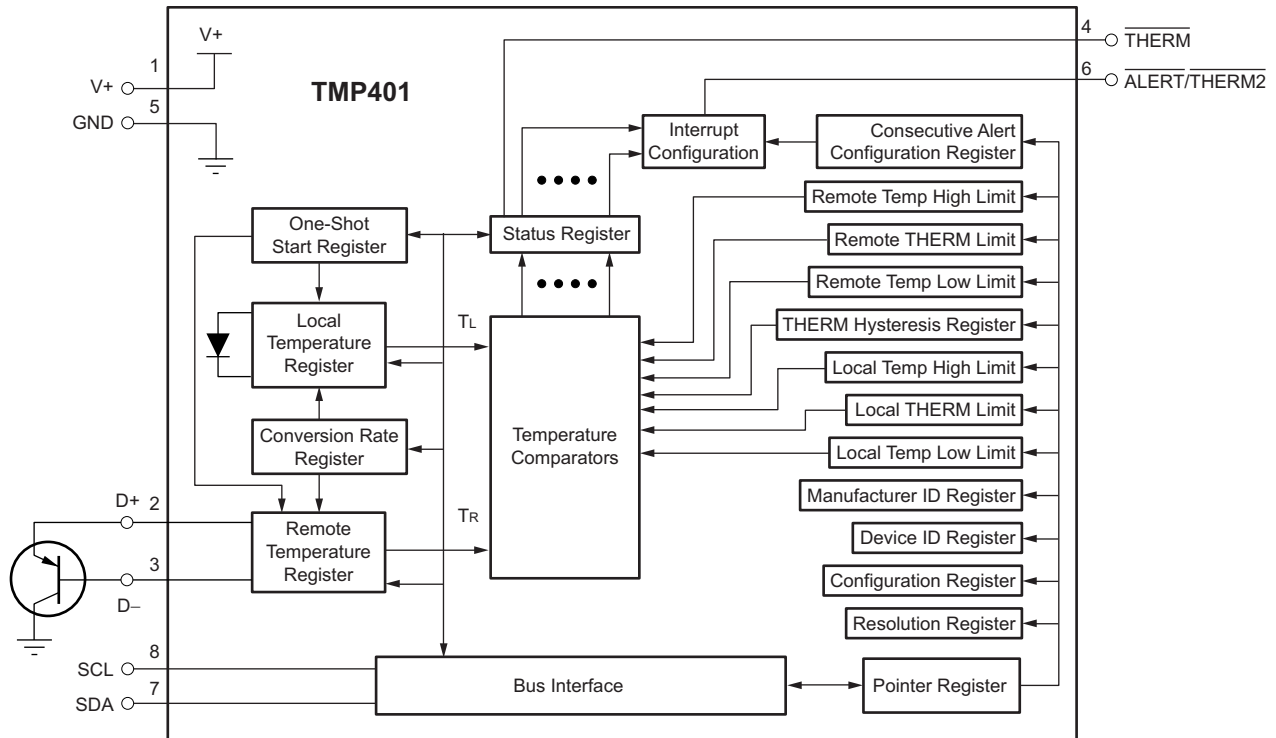 V+
1
V+
5
GND
TMP401
4
THERM
6
ALERT/THERM2
Interrupt
Configuration
Consecutive Alert
Configuration Register
Remote Temp High Limit
One-Shot
Start Register
Status Register
Remote THERM Limit
Remote Temp Low Limit
Local
Temperature
Register
TL
THERM Hysteresis Register
Local Temp High Limit
Local THERM Limit
Conversion Rate
Register
Temperature
Comparators
Local Temp Low Limit
Manufacturer ID Register
D+
2
Remote
Temperature
Register
TR
Device ID Register
3
D−
Configuration Register
Resolution Register
8
SCL
7
SDA
Bus Interface
Pointer Register